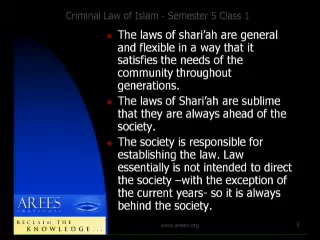 Criminal Law of Islam - Semester 5 Class 1
The laws of shari'ah are general
and flexible in a way that it
satisfies the needs of the
community throughout
generations.
The laws of Shari'ah are sublime
that they are always ahead of the
society.
The society is responsible for
establishing the law. Law
essentially is not intended to direct
the society –with the exception of
the current years- so it is always
behind the society.
AREES
RECLAIM THE
KNOWLEDGE...
www.arees.org